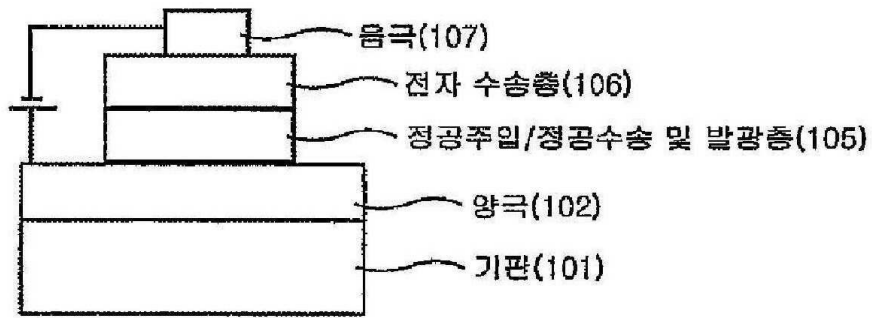 음극(107)
전자 수송층(106)
정공주입/정공수송 및 발광층(105)
양극(102)
기판(101)